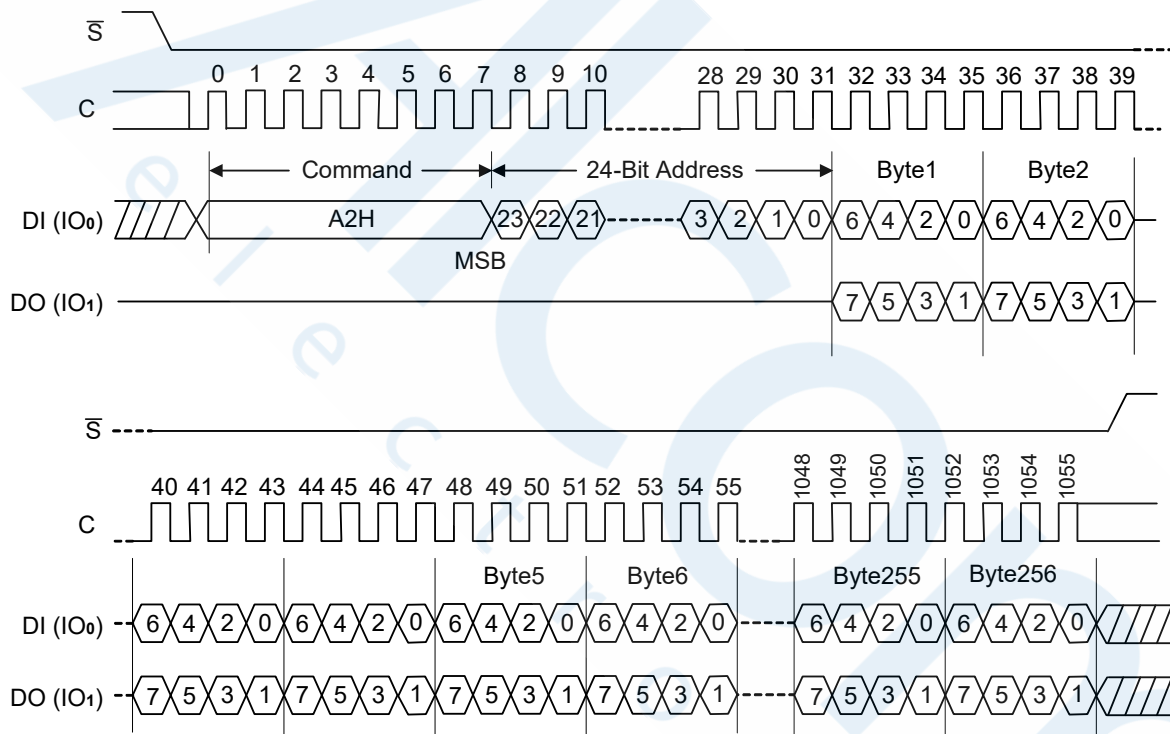 S
0 1 2 3 4 5 6 7 8 9 10 28 29 30 31 32 33 34 35 36 37 38 39
C
Command 24-Bit Address Byte1 Byte2
DI (IO₀) A2H 23 22 21 3 2 1 0 6 4 2 0 6 4 2 0
MSB
DO (IO₁) 7 5 3 1 7 5 3 1
S
40 41 42 43 44 45 46 47 48 49 50 51 52 53 54 55 1048 1049 1050 1051 1052 1053 1054 1055
C
Byte5 Byte6 Byte255 Byte256
DI (IO₀) 6 4 2 0 6 4 2 0 6 4 2 0 6 4 2 0 6 4 2 0 6 4 2 0
DO (IO₁) 7 5 3 1 7 5 3 1 7 5 3 1 7 5 3 1 7 5 3 1 7 5 3 1